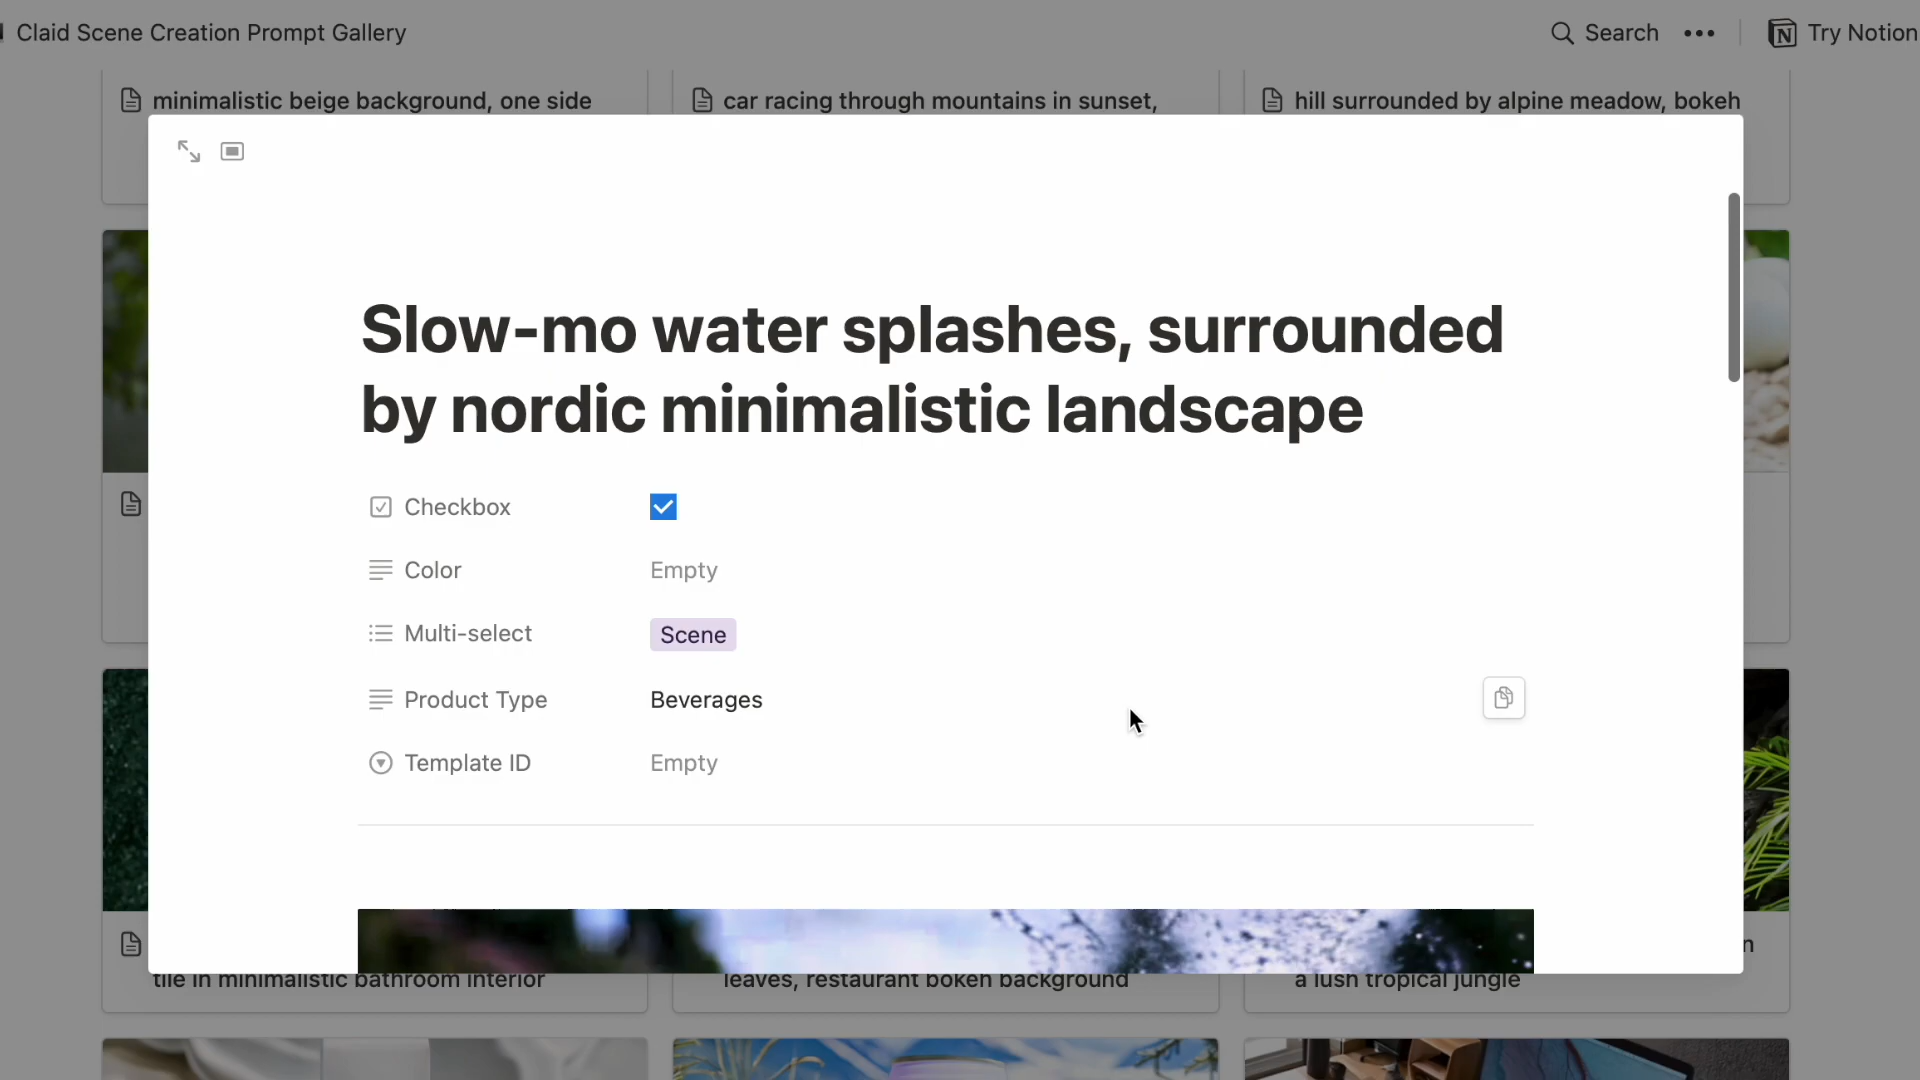 Claid Scene Creation Prompt Gallery
Search
Try Notion
minimalistic beige background, one side
car racing through mountains in sunset,
hill surrounded by alpine meadow, bokeh
Slow-mo water splashes, surrounded
by nordic minimalistic landscape
Checkbox
Color Empty
Multi-select Scene
Product Type Beverages
Template ID Empty
n
tile in minimalistic bathroom interior
leaves, restaurant bokeh background
a lush tropical jungle